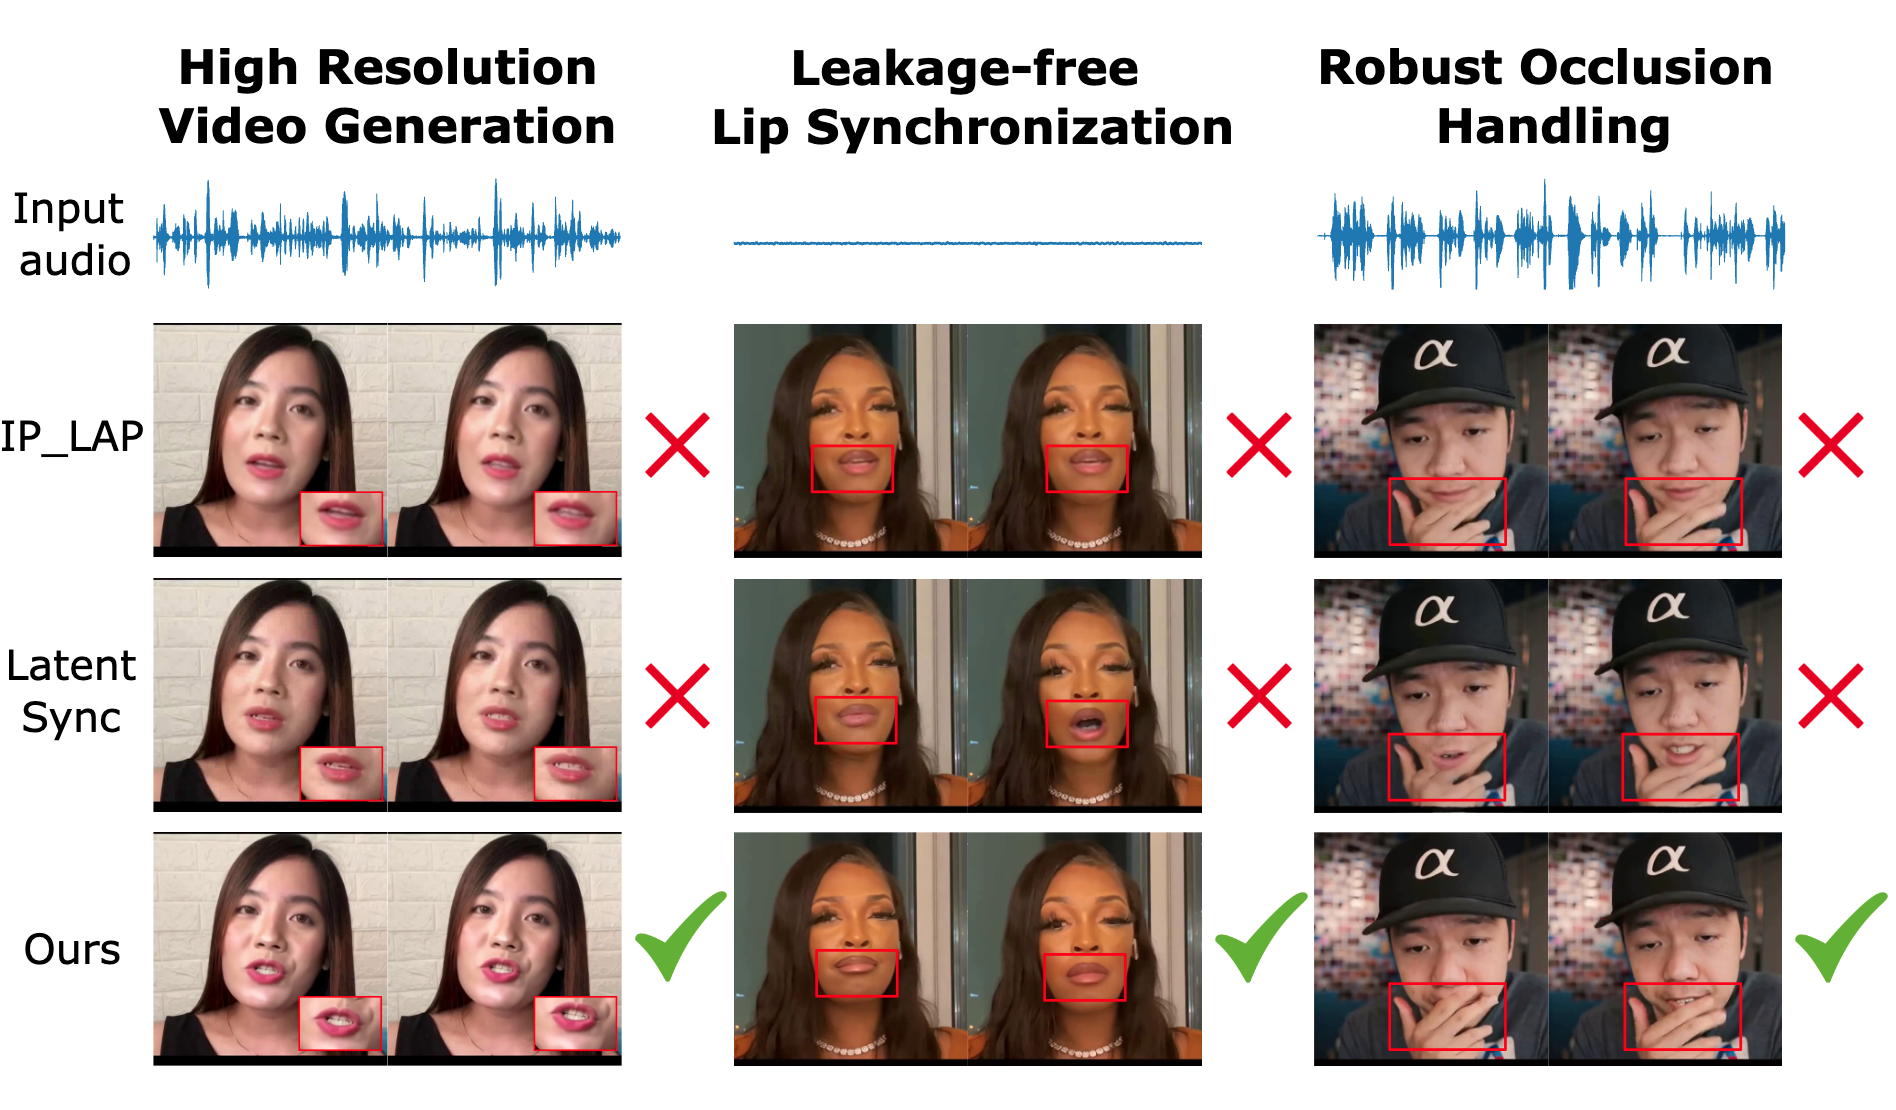 High Resolution
Video Generation
Leakage-free
Lip Synchronization
Robust Occlusion
Handling
Input
audio
IP_LAP
α α
Latent
Sync
α α
Ours
α α